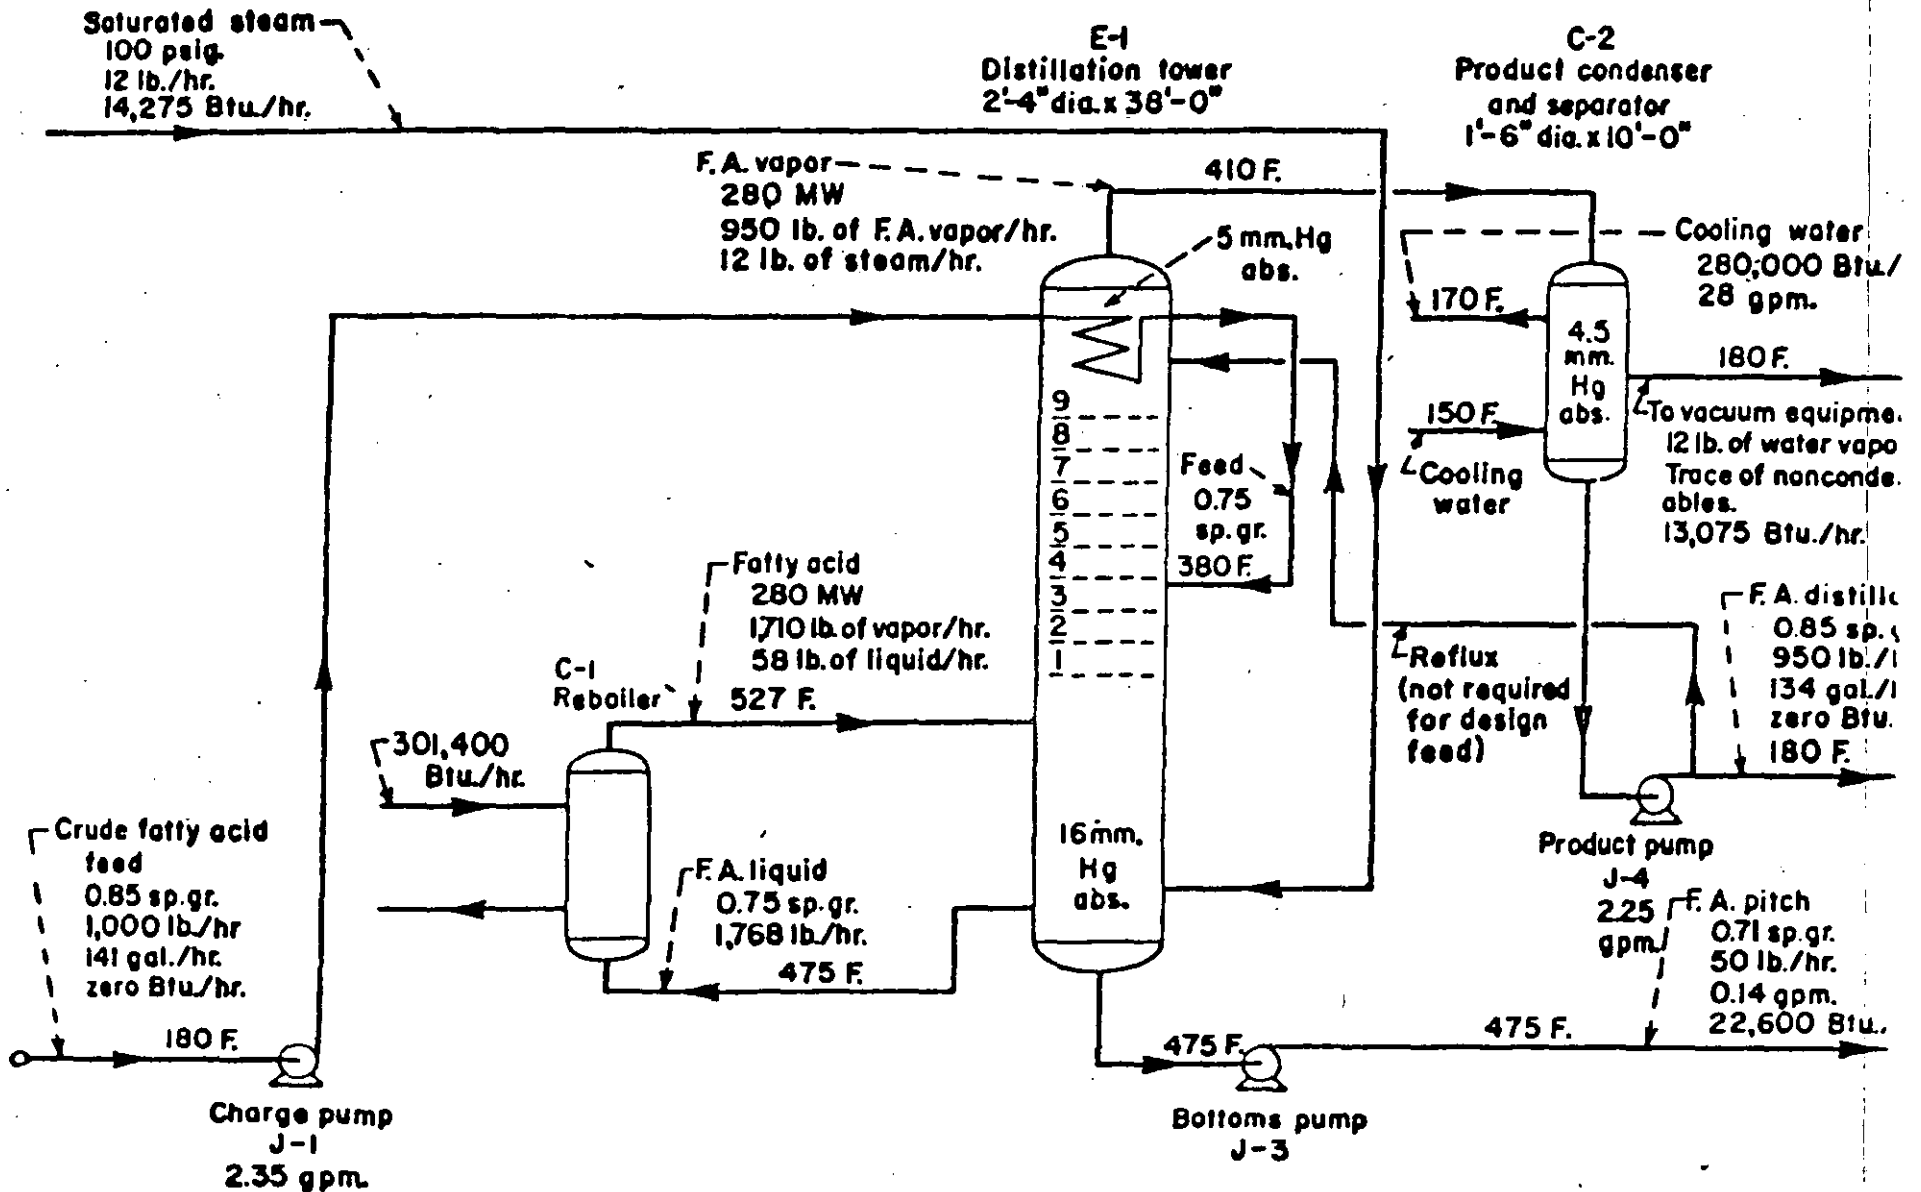 Saturated steam
100 psig.
12 lb./hr.
14,275 Btu./hr.
E-1
Distillation tower
2'-4" dia. x 38'-0"
C-2
Product condenser
and separator
1'-6" dia. x 10'-0"
F. A. vapor
280 MW
950 lb. of F. A. vapor/hr.
12 lb. of steam/hr.
410 F.
5 mm. Hg
abs.
Cooling water
280,000 Btu./
28 gpm.
170 F.
4.5
mm.
Hg
abs.
180 F.
150 F.
Cooling
water
To vacuum equipme
12 lb. of water vapo
Trace of nonconde
ables.
13,075 Btu./hr.
9
8
7
6
5
4
3
2
1
Feed
0.75
sp. gr.
380 F.
Fatty acid
280 MW
1,710 lb. of vapor/hr.
58 lb. of liquid/hr.
C-1
Reboiler
527 F.
Reflux
(not required
for design
feed)
F. A. distill
0.85 sp.
950 lb./
134 gal./
zero Btu.
180 F.
301,400
Btu./hr.
Crude fatty acid
feed
0.85 sp. gr.
1,000 lb./hr
141 gal./hr.
zero Btu./hr.
F. A. liquid
0.75 sp. gr.
1,768 lb./hr.
475 F.
16 mm.
Hg
abs.
Product pump
J-4
2.25
gpm.
F. A. pitch
0.71 sp. gr.
50 lb./hr.
0.14 gpm.
22,600 Btu.
180 F.
475 F.
475 F.
Charge pump
J-1
2.35 gpm.
Bottoms pump
J-3